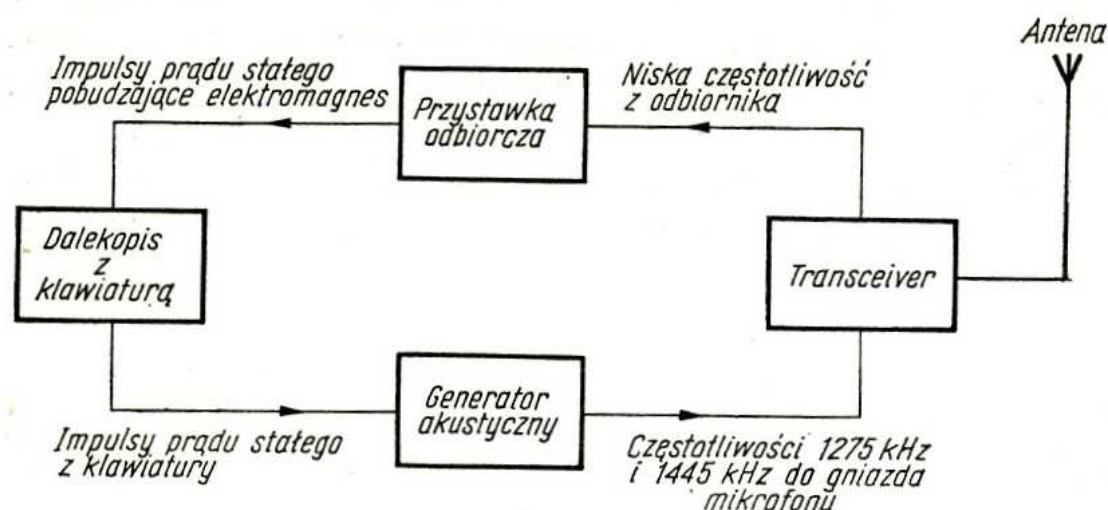 Antena
Impulsy prądu stałego
pobudzające elektromagnes
Przystawka
odbiorcza
Niska częstotliwość
z odbiornika
Dalekopis
z
klawiaturą
Transceiver
Generator
akustyczny
Impulsy prądu stałego
z klawiatury
Częstotliwości 1275 kHz
i 1445 kHz do gniazda
mikrofonu